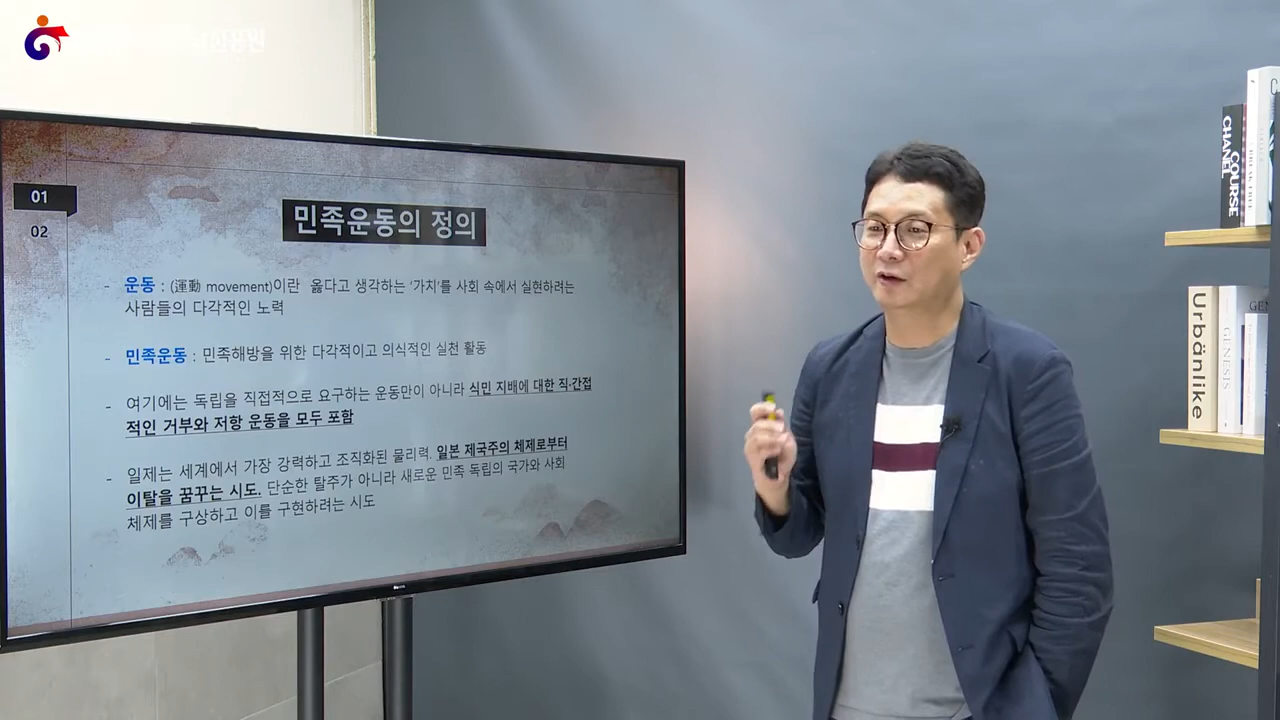 01
02
민족운동의 정의
- 운동 : (運動 movement)이란 옳다고 생각하는 '가치'를 사회 속에서 실현하려는
사람들의 다각적인 노력
- 민족운동 : 민족해방을 위한 다각적이고 의식적인 실천 활동
- 여기에는 독립을 직접적으로 요구하는 운동만이 아니라 식민 지배에 대한 직·간접
적인 거부와 저항 운동을 모두 포함
- 일제는 세계에서 가장 강력하고 조직화된 물리력. 일본 제국주의 체제로부터
이탈을 꿈꾸는 시도. 단순한 탈주가 아니라 새로운 민족 독립의 국가와 사회
체제를 구상하고 이를 구현하려는 시도
CHANEL
COURSE
Urbänlike
GENESIS